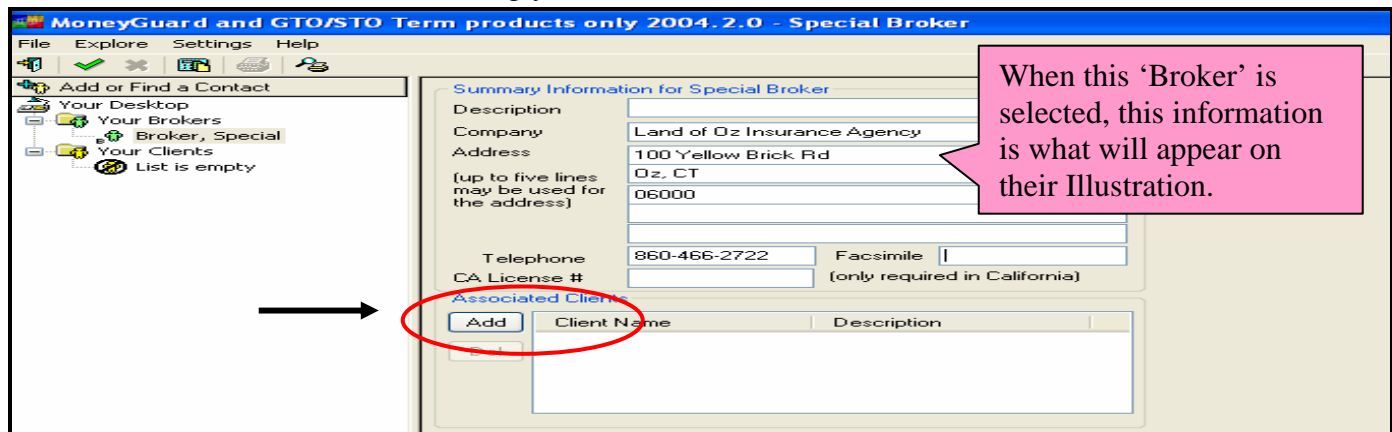 MoneyGuard and GTO/STO Term products only 2004.2.0 - Special Broker
File Explore Settings Help
Add or Find a Contact
Your Desktop
Your Brokers
Broker, Special
Your Clients
List is empty
Summary Information for Special Broker
Description
Company Land of Oz Insurance Agency
Address 100 Yellow Brick Rd
(up to five lines may be used for the address)
Oz, CT
06000
Telephone 860-466-2722 Facsimile
CA License # (only required in California)
Associated Clients
Add Client Name Description
Del
When this ‘Broker’ is
selected, this information
is what will appear on
their Illustration.